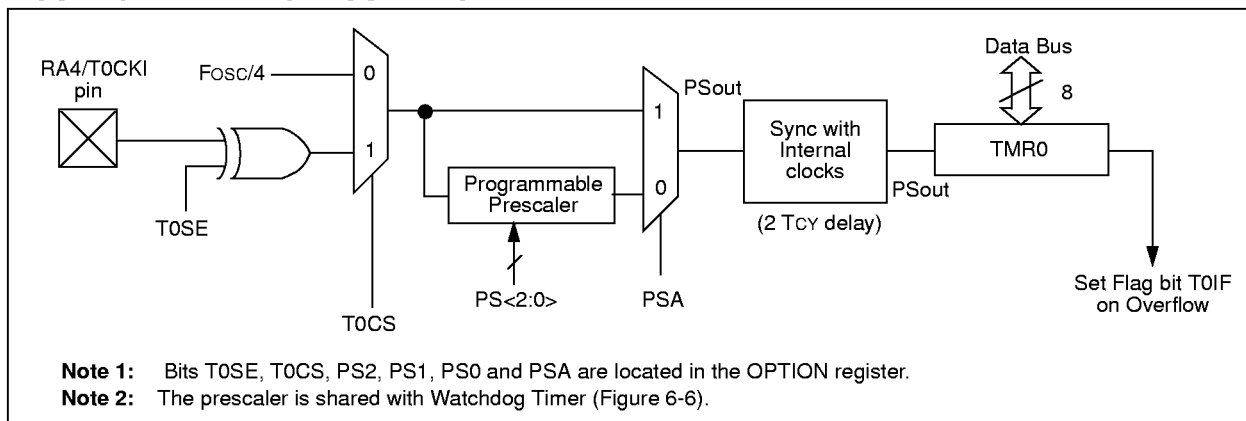 RA4/T0CKI
pin
FOSC/4
0
1
T0SE
T0CS
Programmable
Prescaler
PS<2:0>
1
0
PSA
PSout
Sync with
Internal
clocks
(2 TCY delay)
PSout
Data Bus
8
TMR0
Set Flag bit T0IF
on Overflow
Note 1: Bits T0SE, T0CS, PS2, PS1, PS0 and PSA are located in the OPTION register.
Note 2: The prescaler is shared with Watchdog Timer (Figure 6-6).